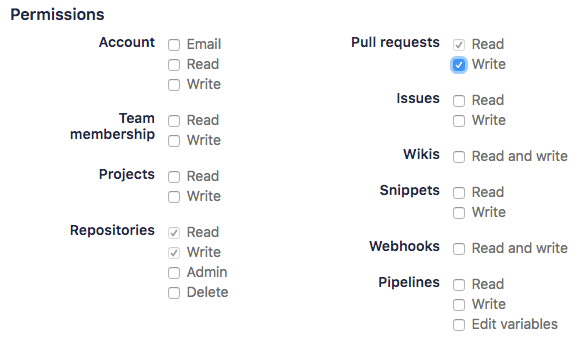 Permissions
Account
Email
Read
Write
Team
membership
Read
Write
Projects
Read
Write
Repositories
Read
Write
Admin
Delete
Pull requests
Read
Write
Issues
Read
Write
Wikis
Read and write
Snippets
Read
Write
Webhooks
Read and write
Pipelines
Read
Write
Edit variables